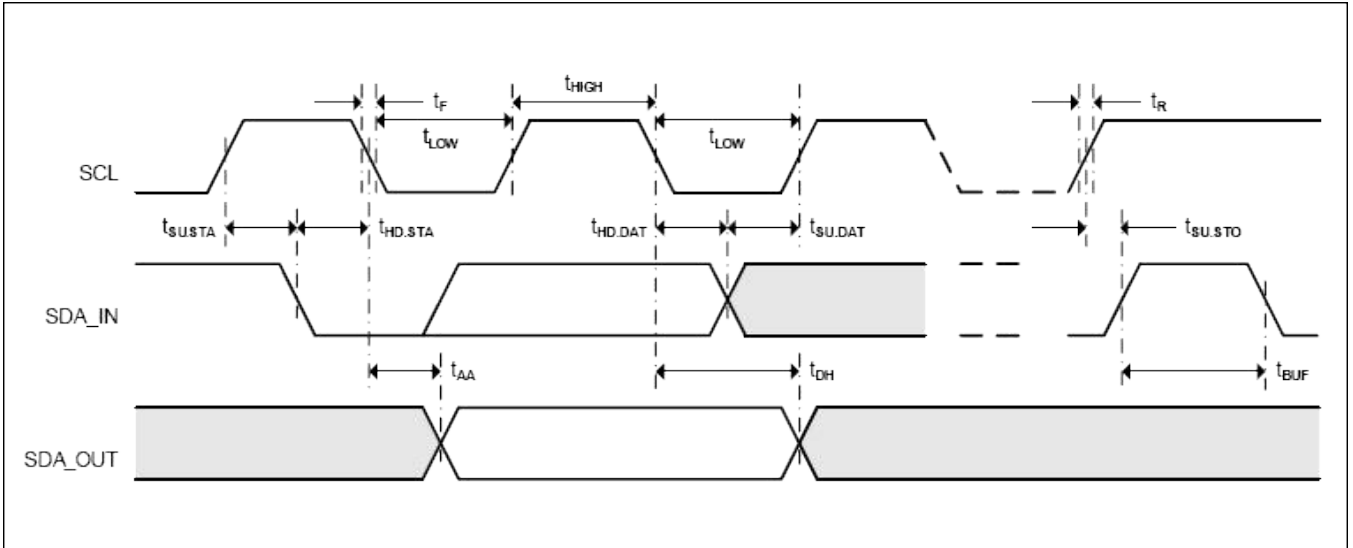 tF
tHIGH
tR
tLOW
tLOW
SCL
tSU.STA
tHD.STA
tHD.DAT
tSU.DAT
tSU.STO
SDA_IN
tAA
tDH
tBUF
SDA_OUT